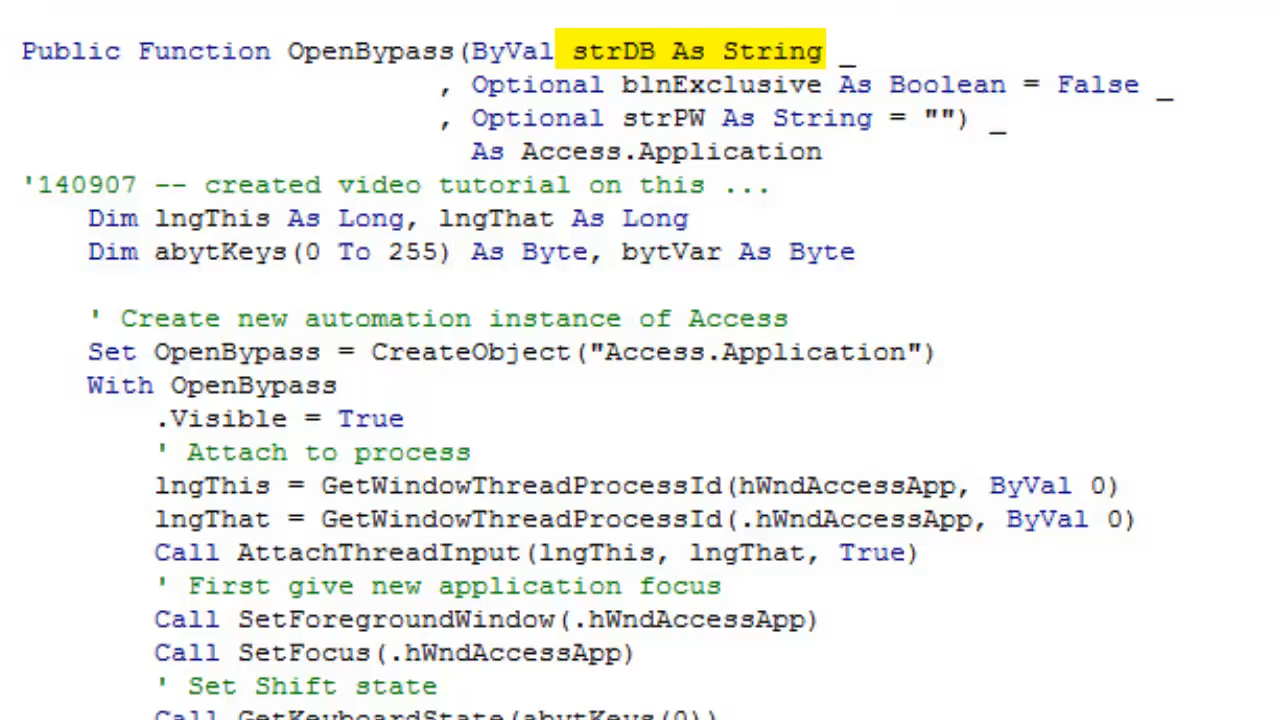 Public Function OpenBypass(ByVal strDB As String _
, Optional blnExclusive As Boolean = False _
, Optional strPW As String = "") _
As Access.Application
'140907 -- created video tutorial on this ...
Dim lngThis As Long, lngThat As Long
Dim abytKeys(0 To 255) As Byte, bytVar As Byte
' Create new automation instance of Access
Set OpenBypass = CreateObject("Access.Application")
With OpenBypass
.Visible = True
' Attach to process
lngThis = GetWindowThreadProcessId(hWndAccessApp, ByVal 0)
lngThat = GetWindowThreadProcessId(.hWndAccessApp, ByVal 0)
Call AttachThreadInput(lngThis, lngThat, True)
' First give new application focus
Call SetForegroundWindow(.hWndAccessApp)
Call SetFocus(.hWndAccessApp)
' Set Shift state
Call GetKeyboardState(abytKeys(0))